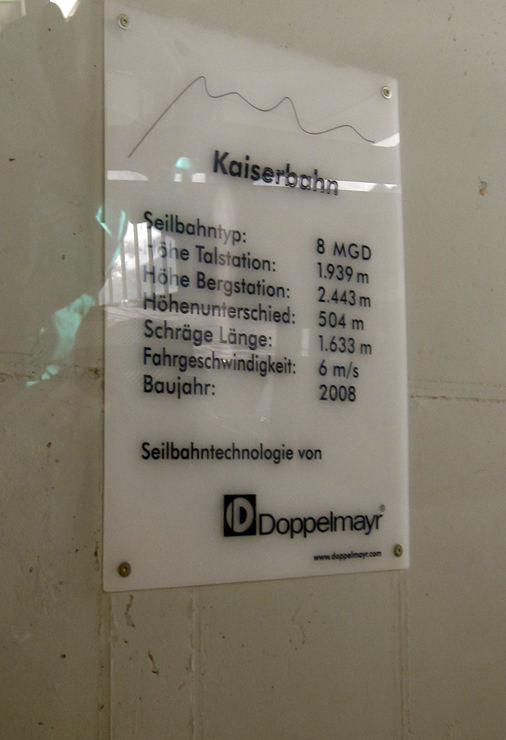 Kaiserbahn
Seilbahntyp: 8 MGD
Höhe Talstation: 1.939 m
Höhe Bergstation: 2.443 m
Höhenunterschied: 504 m
Schräge Länge: 1.633 m
Fahrgeschwindigkeit: 6 m/s
Baujahr: 2008
Seilbahntechnologie von
Doppelmayr®
www.doppelmayr.com